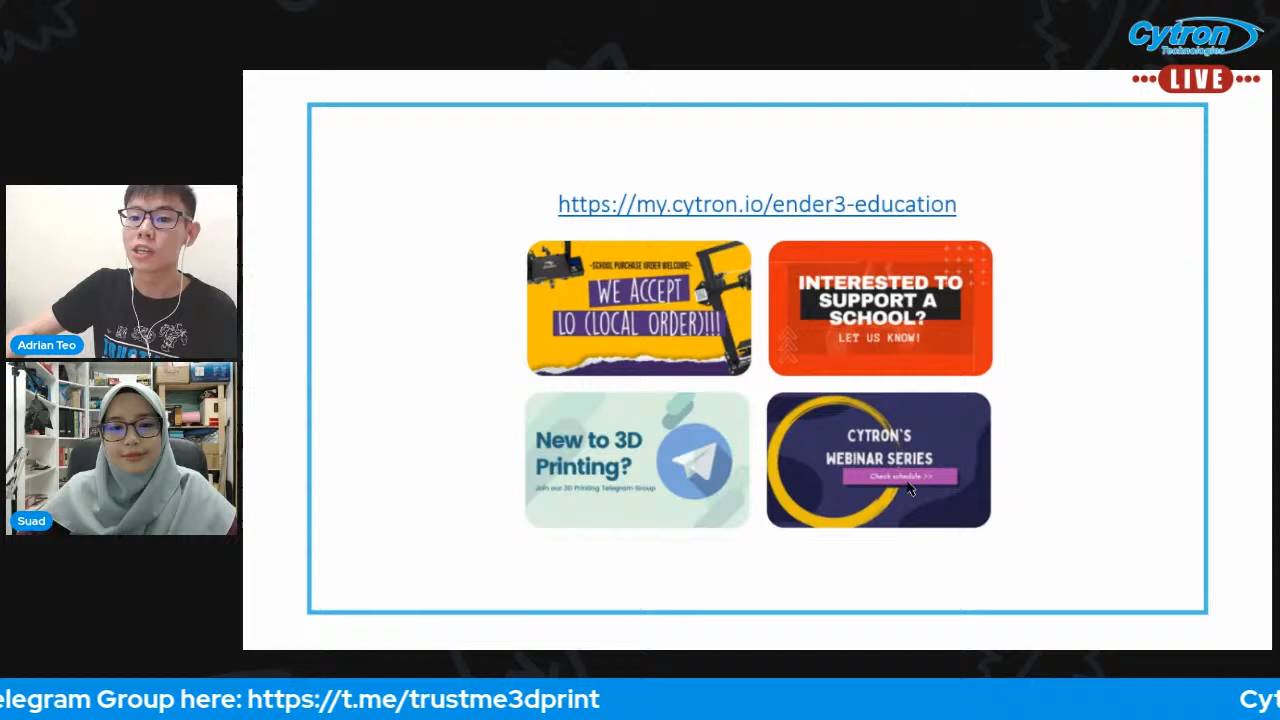 Cytron
Technologies
LIVE
https://my.cytron.io/ender3-education
-SCHOOL PURCHASE ORDER WELCOME!-
WE ACCEPT
LO (LOCAL ORDER)!!!
INTERESTED TO
SUPPORT A
SCHOOL?
LET US KNOW!
New to 3D
Printing?
Join our 3D Printing Telegram Group
CYTRON'S
WEBINAR SERIES
Check schedule >>
Adrian Teo
Suad
elegram Group here: https://t.me/trustme3dprint
Cyt